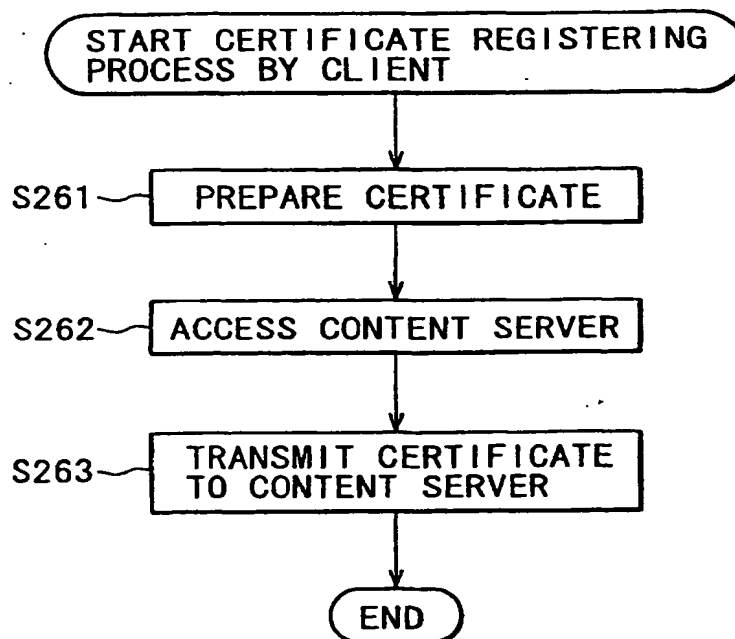 START CERTIFICATE REGISTERING
PROCESS BY CLIENT
S261
PREPARE CERTIFICATE
S262
ACCESS CONTENT SERVER
S263
TRANSMIT CERTIFICATE
TO CONTENT SERVER
END